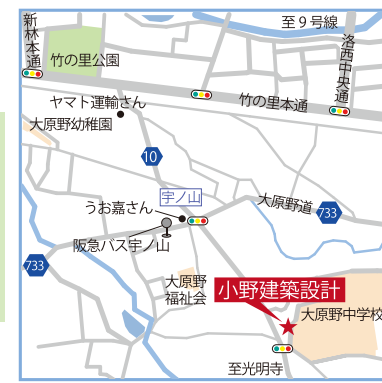 至9号線
新林本通
洛西中央通
竹の里公園
竹の里本通
ヤマト運輸さん
大原野幼稚園
10
宇ノ山
うお嘉さん
大原野道
733
阪急バス宇ノ山
733
大原野
福祉会
小野建築設計
大原野中学校
至光明寺